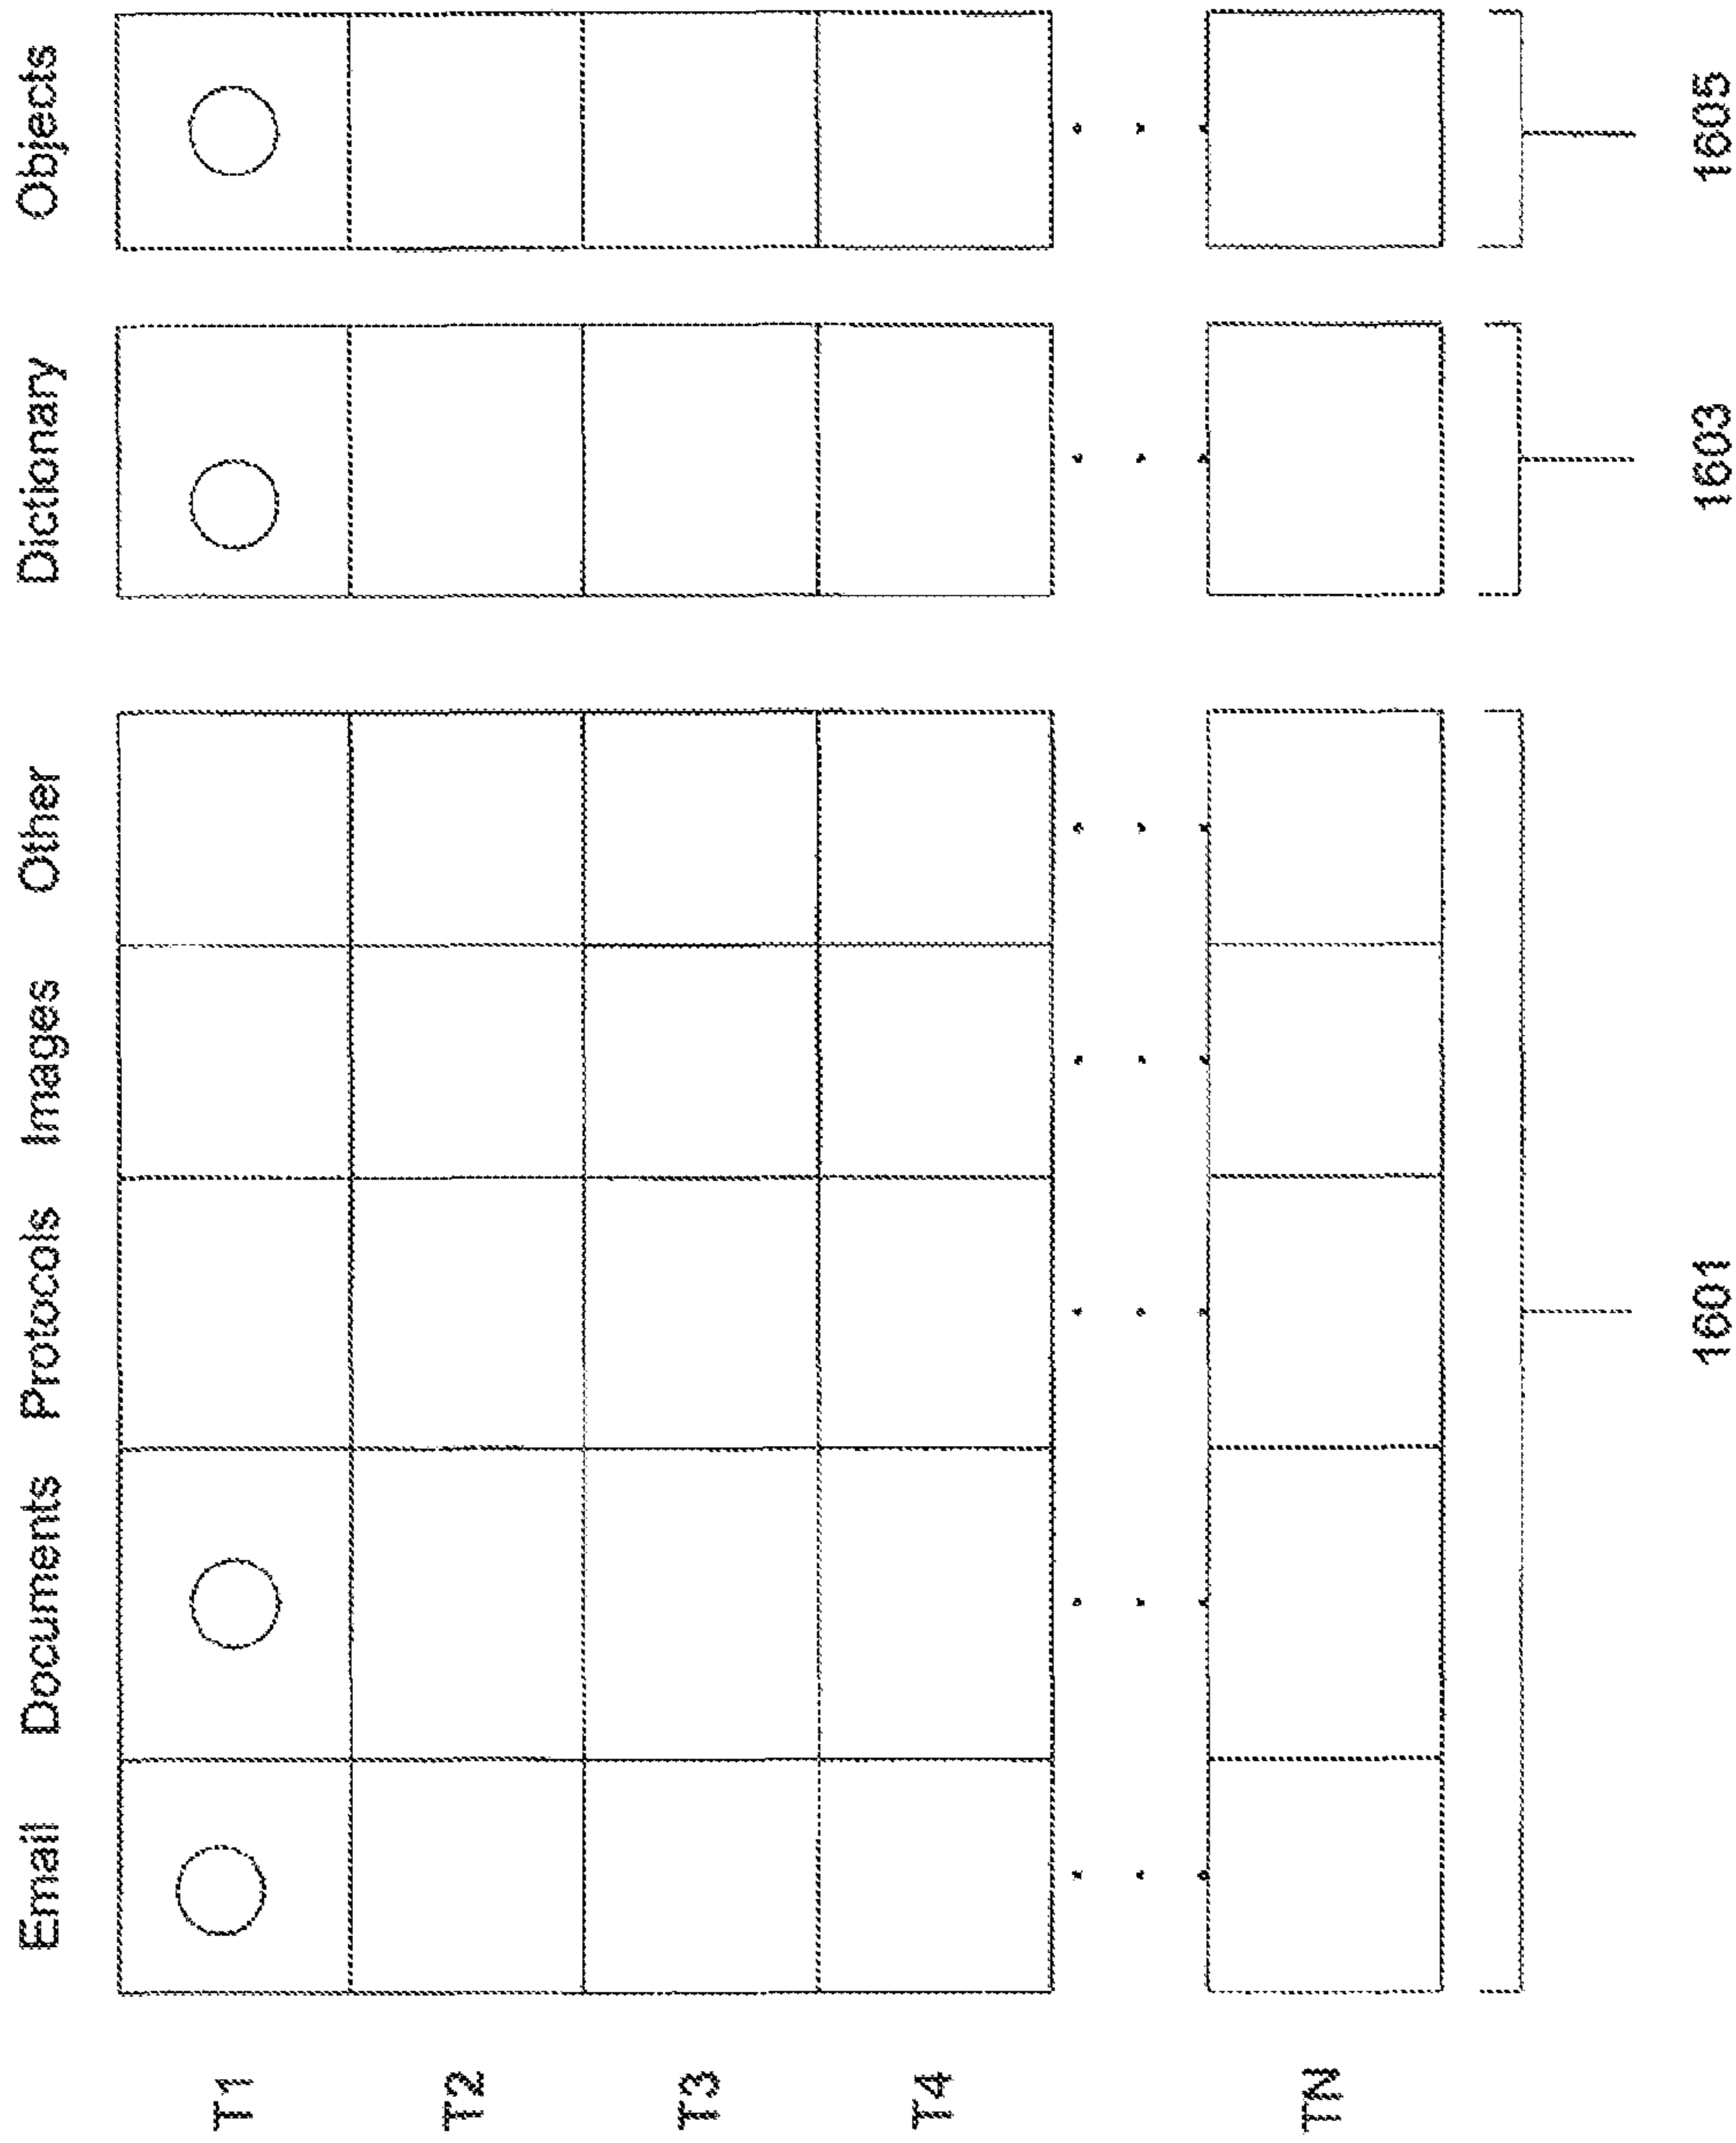 Email Documents Protocols Images Other Dictionary Objects
T1
T2
T3
T4
TN
1601 1603 1605